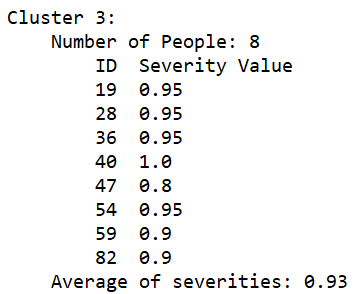 Cluster 3:
Number of People: 8
ID Severity Value
19 0.95
28 0.95
36 0.95
40 1.0
47 0.8
54 0.95
59 0.9
82 0.9
Average of severities: 0.93